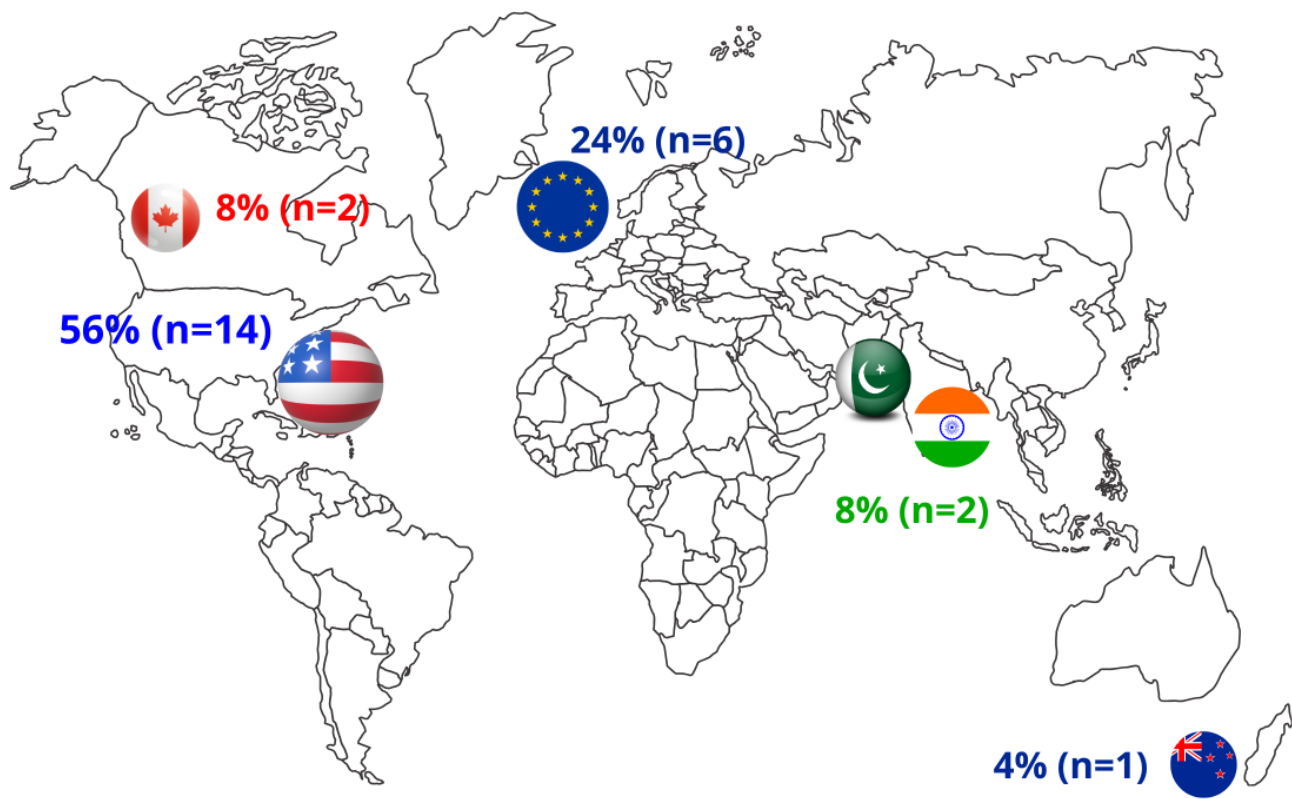 24% (n=6)
8% (n=2)
56% (n=14)
8% (n=2)
4% (n=1)